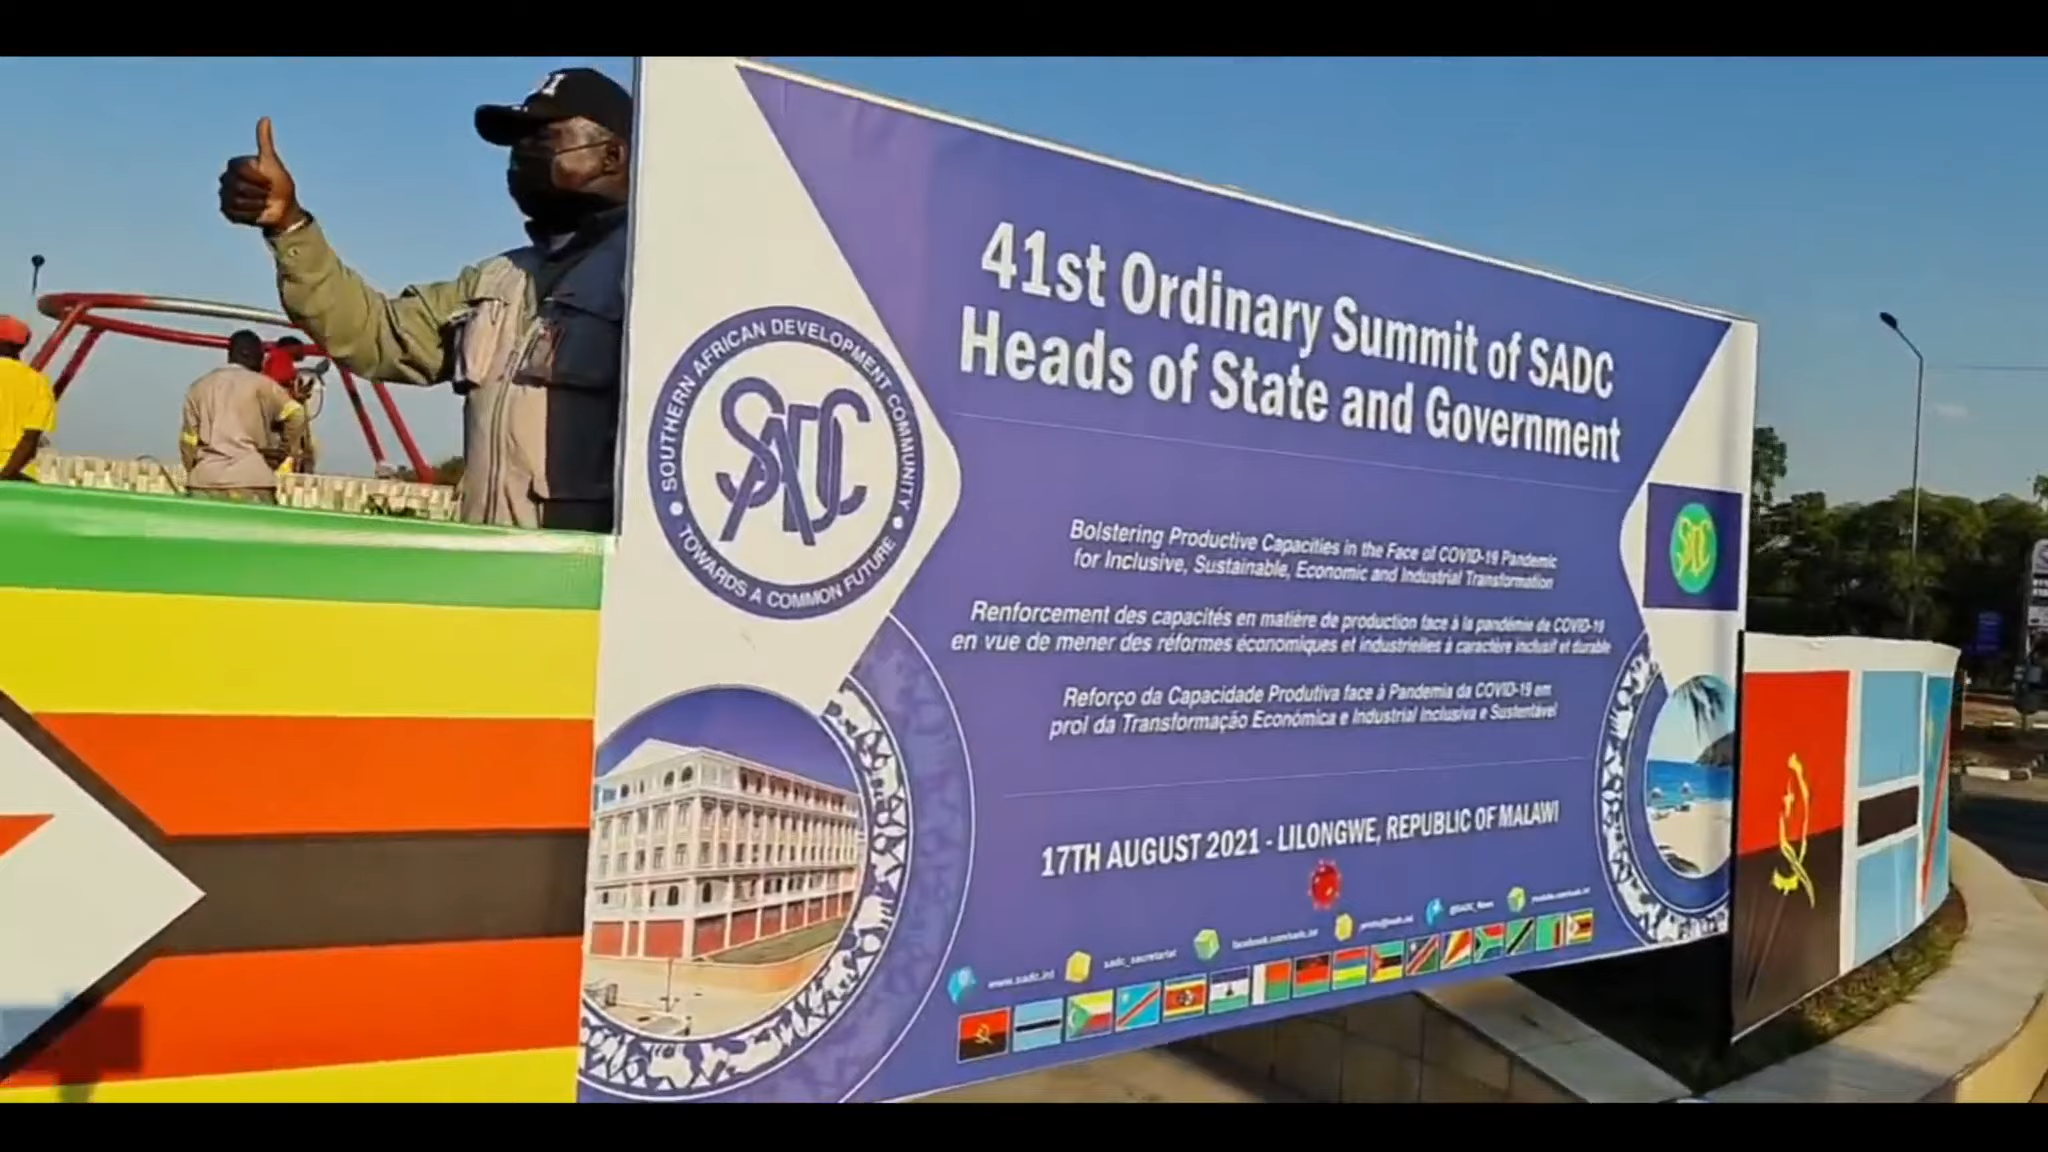 41st Ordinary Summit of SADC
Heads of State and Government
SOUTHERN AFRICAN DEVELOPMENT COMMUNITY
SADC
TOWARDS A COMMON FUTURE
SADC
Bolstering Productive Capacities in the Face of COVID-19 Pandemic
for Inclusive, Sustainable, Economic and Industrial Transformation
Renforcement des capacités en matière de production face à la pandémie de COVID-19
en vue de mener des réformes économiques et industrielles à caractère inclusif et durable
Reforço da Capacidade Produtiva face à Pandemia da COVID-19 em
prol da Transformação Económica e Industrial Inclusiva e Sustentável
17TH AUGUST 2021 - LILONGWE, REPUBLIC OF MALAWI
www.sadc.int
sadc_secretariat
facebook.com/sadc.int
@SADC_News